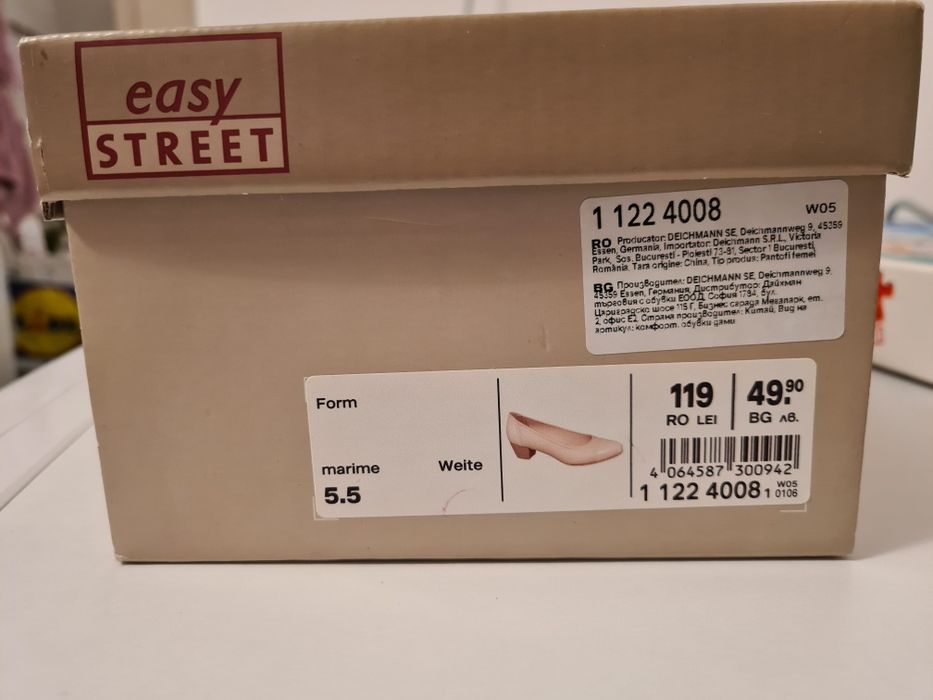 easy
STREET
1 122 4008 W05
RO Producator: DEICHMANN SE, Deichmannweg 9, 45359
Essen, Germania, Importator: Deichmann S.R.L., Victoria
Park, Sos. Bucuresti - Ploiesti 73-81, Sector 1 Bucuresti,
România. Tara origine: China, Tip produs: Pantofi femei
BG Производител: DEICHMANN SE, Deichmannweg 9,
45359 Essen, Германия, Дистрибутор: Дайхман
търговия с обувки ЕООД, София 1784, бул.
Цариградско шосе 115 Г, Бизнес сграда Мегапарк, ет.
2, офис E2, Страна производител: Китай, Вид на
артикул: комфорт. обувки дами
Form
marime Weite
5.5
119 49.90
RO LEI BG лв.
4 064587 300942
1 122 4008 1 W05 0106